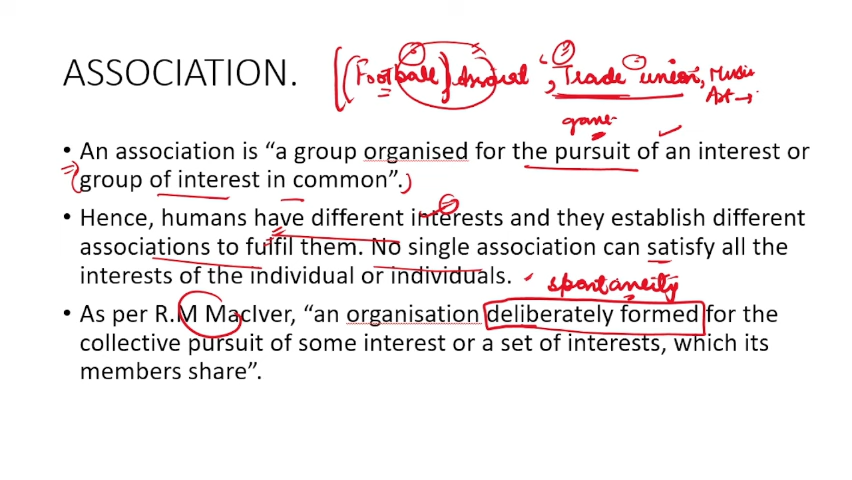 ASSOCIATION.
(Football) Associat , Trade union, Music
Art →
game
• An association is “a group organised for the pursuit of an interest or
group of interest in common”.
• Hence, humans have different interests and they establish different
associations to fulfil them. No single association can satisfy all the
interests of the individual or individuals.
spontaneity
• As per R.M MacIver, “an organisation deliberately formed for the
collective pursuit of some interest or a set of interests, which its
members share”.